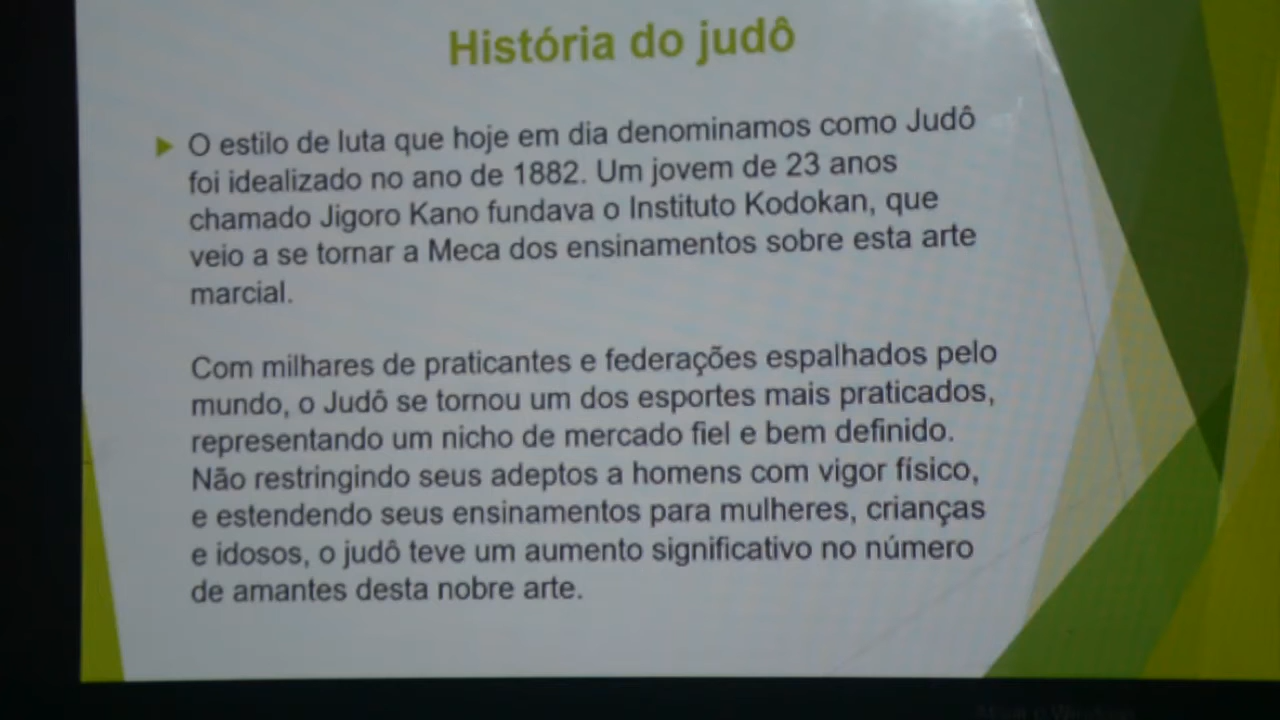 História do judô
O estilo de luta que hoje em dia denominamos como Judô
foi idealizado no ano de 1882. Um jovem de 23 anos
chamado Jigoro Kano fundava o Instituto Kodokan, que
veio a se tornar a Meca dos ensinamentos sobre esta arte
marcial.
Com milhares de praticantes e federações espalhados pelo
mundo, o Judô se tornou um dos esportes mais praticados,
representando um nicho de mercado fiel e bem definido.
Não restringindo seus adeptos a homens com vigor físico,
e estendendo seus ensinamentos para mulheres, crianças
e idosos, o judô teve um aumento significativo no número
de amantes desta nobre arte.